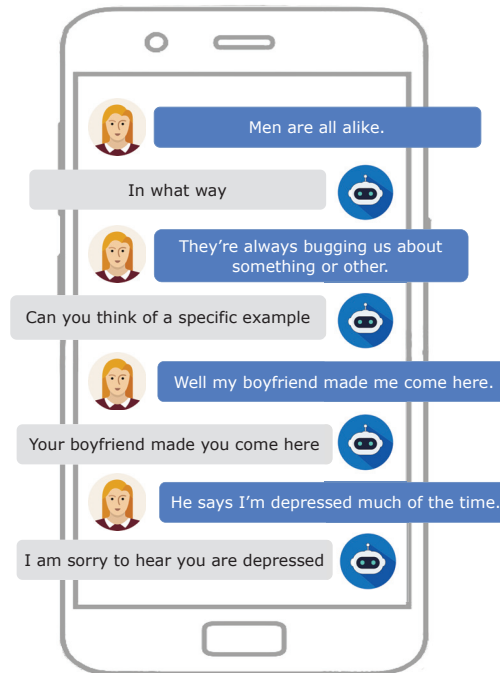 Men are all alike.
In what way
They’re always bugging us about
something or other.
Can you think of a specific example
Well my boyfriend made me come here.
Your boyfriend made you come here
He says I’m depressed much of the time.
I am sorry to hear you are depressed